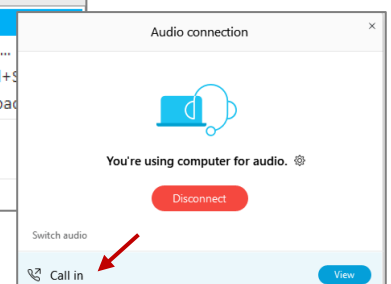 Audio connection
...
+S
You're using computer for audio.
Disconnect
Switch audio
Call in
View